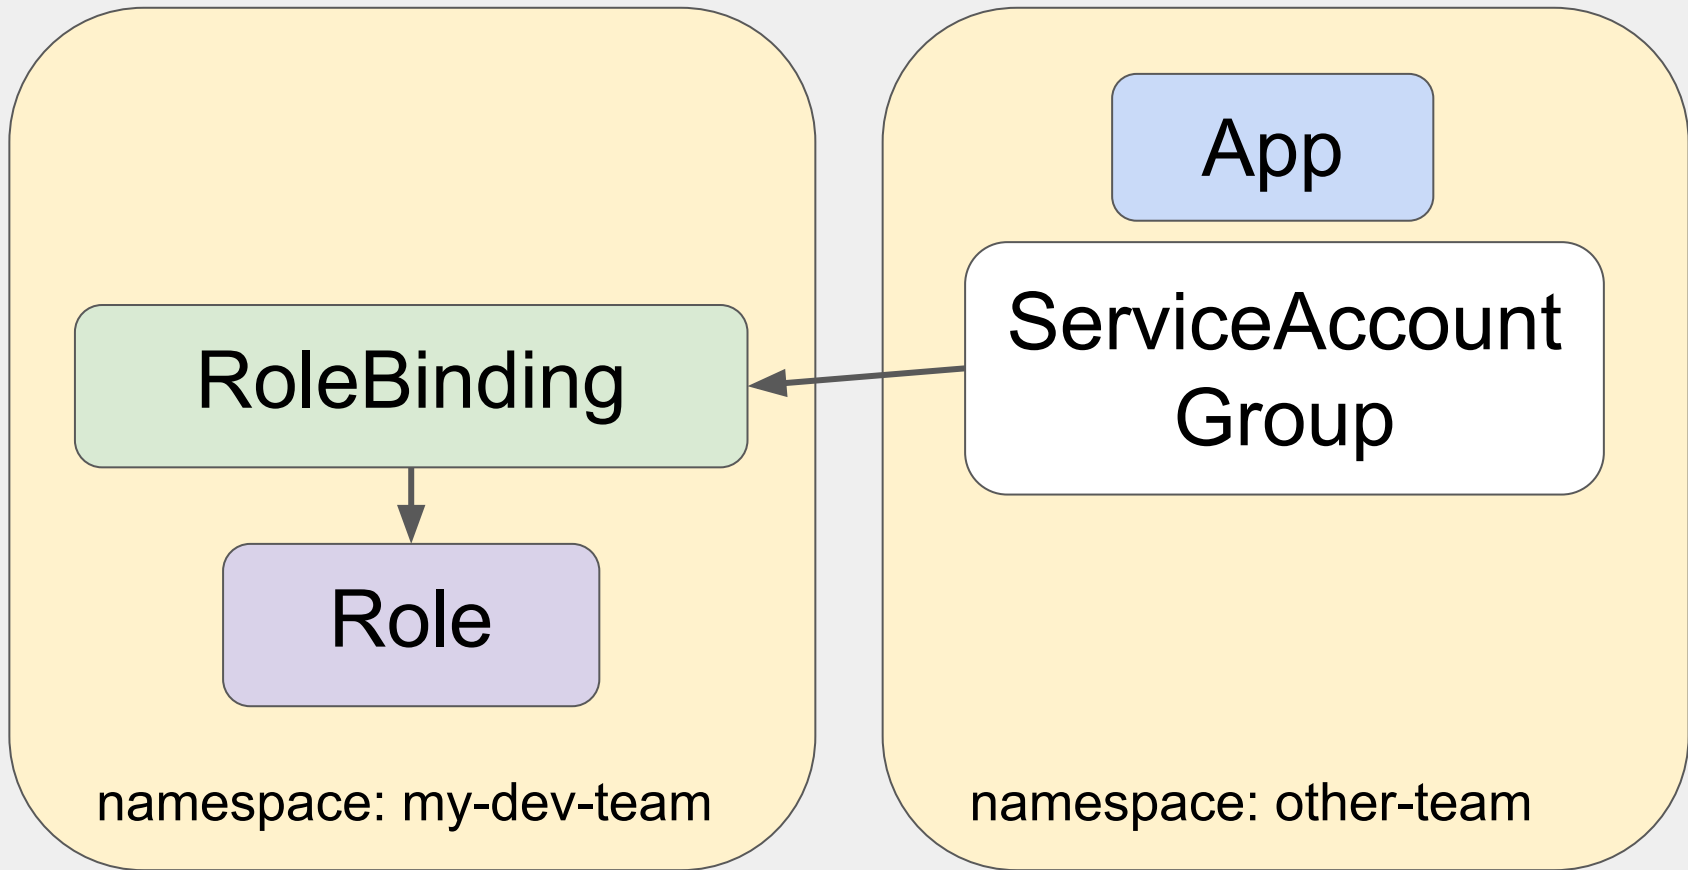 App
ServiceAccount
Group
RoleBinding
Role
namespace: my-dev-team
namespace: other-team